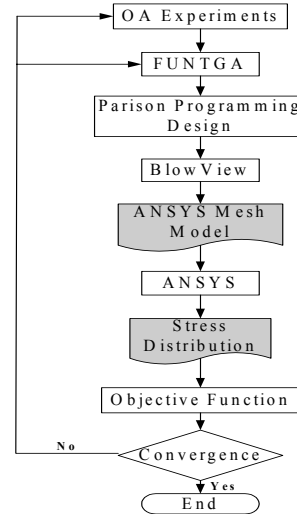 OA Experiments
FUNTGA
Parison Programming
Design
BlowView
ANSYS Mesh
Model
ANSYS
Stress
Distribution
Objective Function
No
Convergence
Yes
End